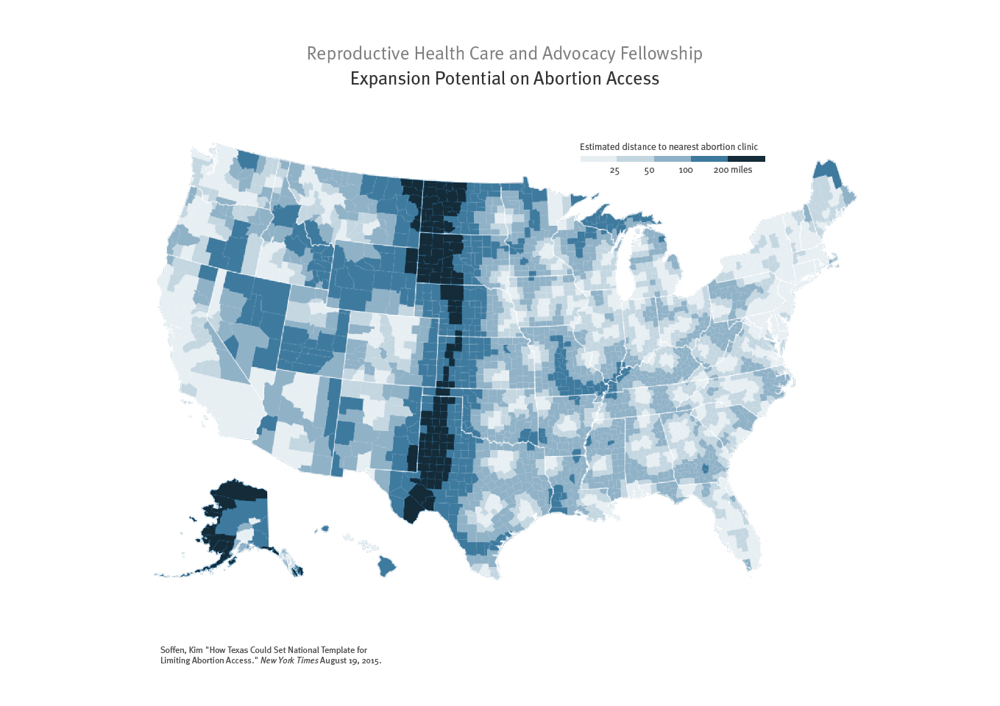 Reproductive Health Care and Advocacy Fellowship
Expansion Potential on Abortion Access
Estimated distance to nearest abortion clinic
25 50 100 200 miles
Soffen, Kim "How Texas Could Set National Template for
Limiting Abortion Access." New York Times August 19, 2015.